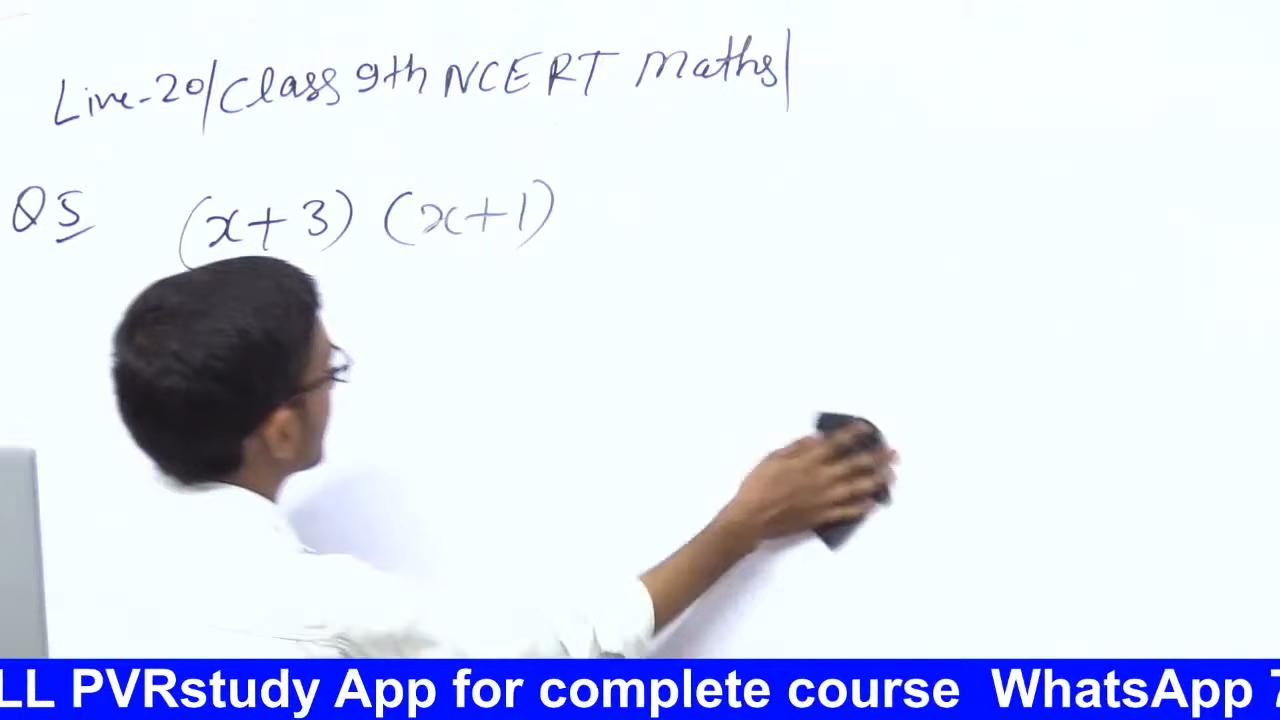 Live-20/Class 9th NCERT Maths|
Q5 (x+3) (x+1)
LL PVRstudy App for complete course WhatsApp 7